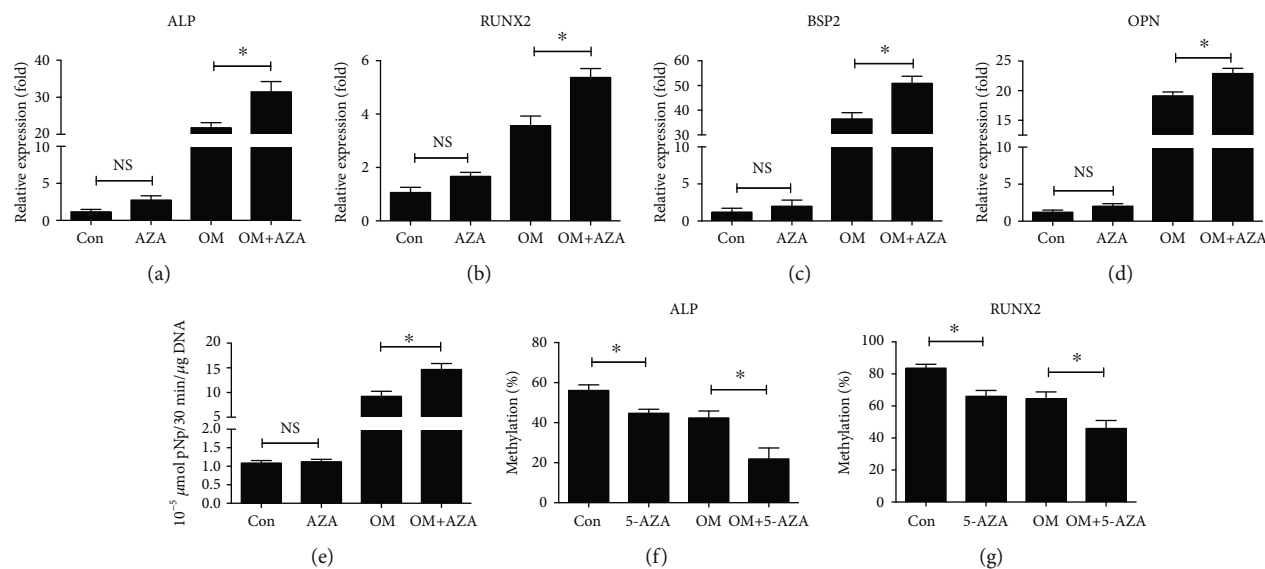 ALP
Relative expression (fold)
40
30
20
10
5
0
*
NS
Con AZA OM OM+AZA
(a)
RUNX2
Relative expression (fold)
6
4
2
0
*
NS
Con AZA OM OM+AZA
(b)
BSP2
Relative expression (fold)
60
50
40
30
10
5
0
*
NS
Con AZA OM OM+AZA
(c)
OPN
Relative expression (fold)
25
20
15
10
5
0
*
NS
Con AZA OM OM+AZA
(d)
10⁻⁵ μmol pNp/30 min/μg DNA
20
15
10
5
2.0
1.5
1.0
0.5
0.0
*
NS
Con AZA OM OM+AZA
(e)
ALP
Methylation (%)
80
60
40
20
0
*
*
Con 5-AZA OM OM+5-AZA
(f)
RUNX2
Methylation (%)
100
80
60
40
20
0
*
*
Con 5-AZA OM OM+5-AZA
(g)